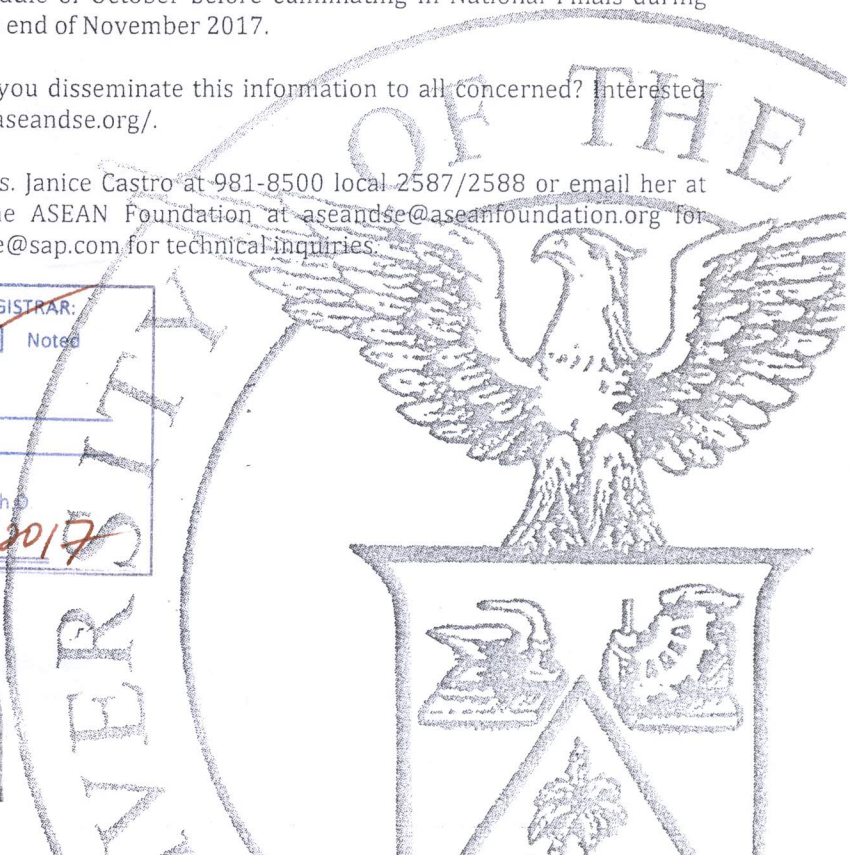 end of November 2017.
you disseminate this information to all concerned? Interested
aseandse.org/.
s. Janice Castro at 981-8500 local 2587/2588 or email her at
ASEAN Foundation at aseandse@aseanfoundation.org for
e@sap.com for technical inquiries.
GISTRAR:
Noted
2017
OF THE
VERSITY